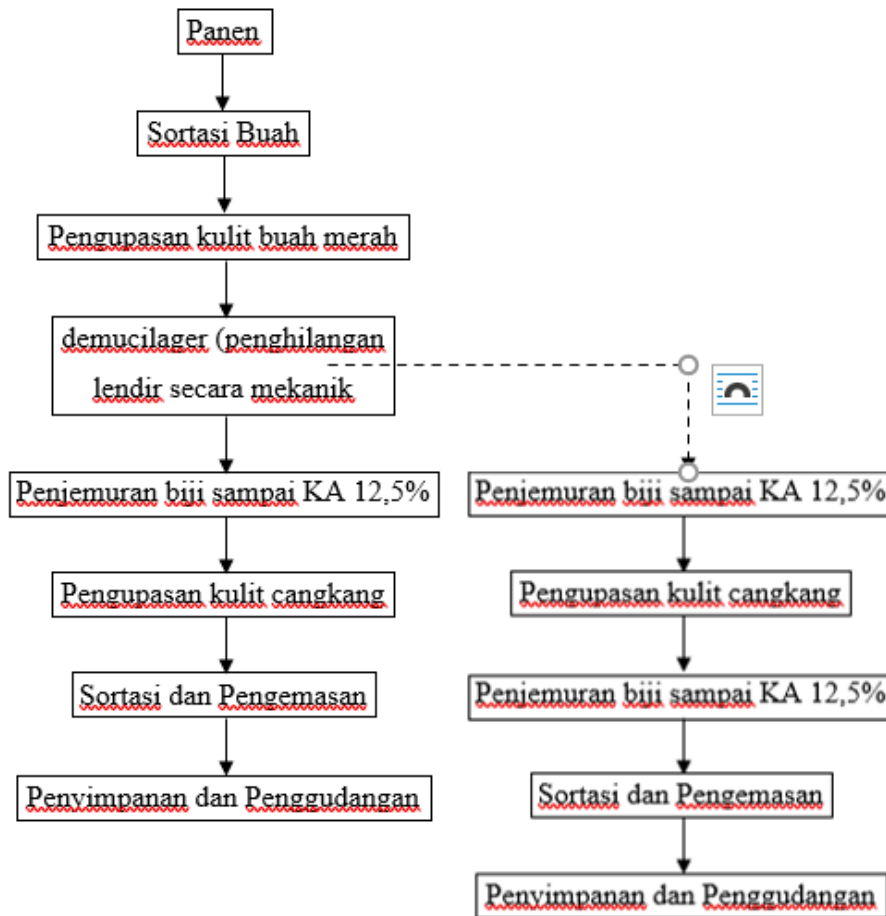 Panen
Sortasi Buah
Pengupasan kulit buah merah
demucilager (penghilangan
lendir secara mekanik
Penjemuran biji sampai KA 12,5%
Pengupasan kulit cangkang
Sortasi dan Pengemasan
Penyimpanan dan Penggudangan
Penjemuran biji sampai KA 12,5%
Pengupasan kulit cangkang
Penjemuran biji sampai KA 12,5%
Sortasi dan Pengemasan
Penyimpanan dan Penggudangan